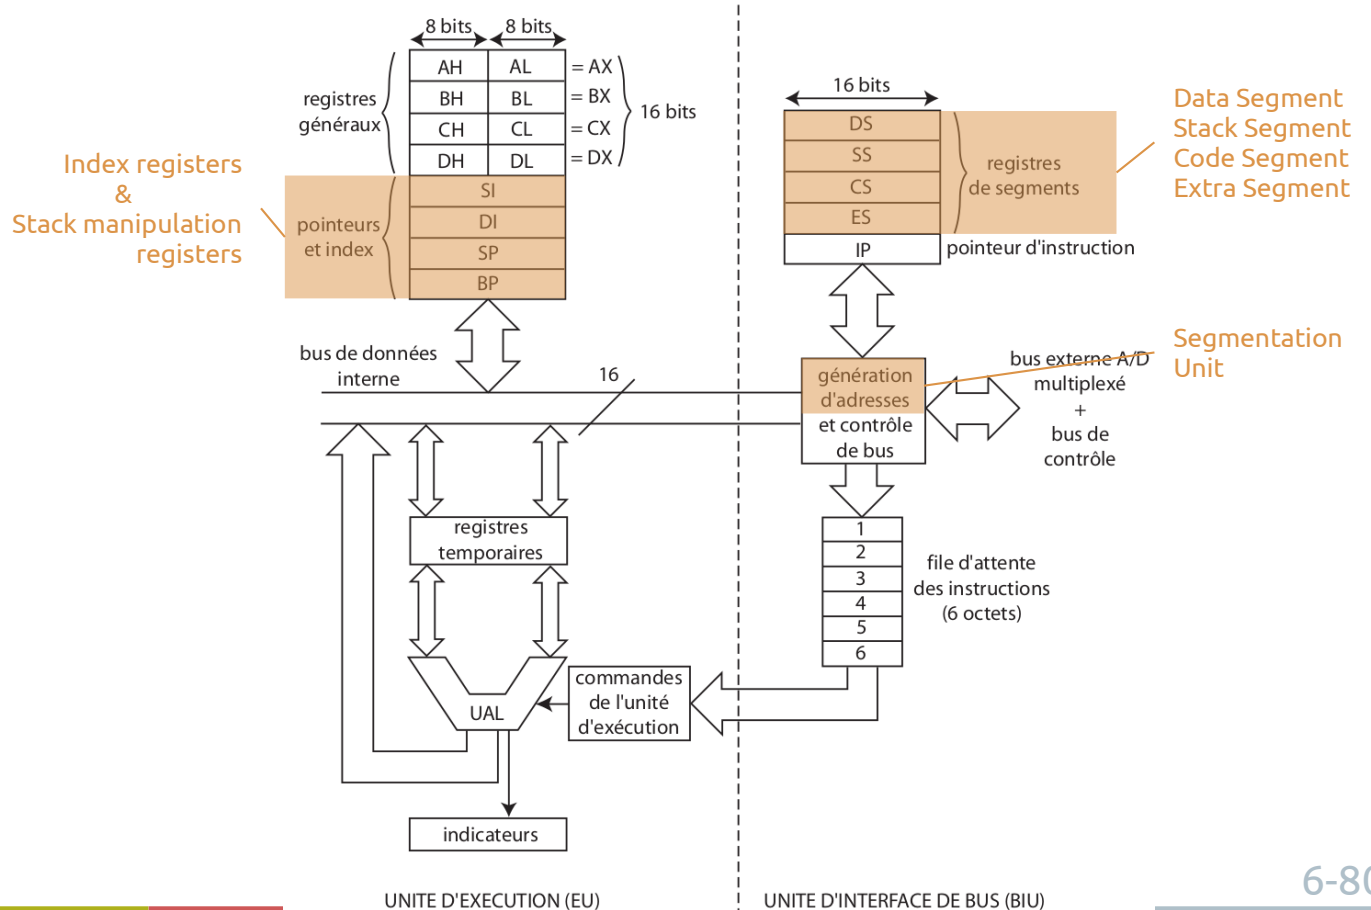 8 bits
8 bits
AH
AL
= AX
BH
BL
= BX
CH
CL
= CX
DH
DL
= DX
16 bits
registres
généraux
Index registers
&
Stack manipulation
registers
pointeurs
et index
SI
DI
SP
BP
bus de données
interne
16
registres
temporaires
UAL
commandes
de l'unité
d'exécution
indicateurs
UNITE D'EXECUTION (EU)
16 bits
DS
SS
CS
ES
IP
registres
de segments
pointeur d'instruction
Data Segment
Stack Segment
Code Segment
Extra Segment
génération
d'adresses
et contrôle
de bus
bus externe A/D
multiplexé
+
bus de
contrôle
Segmentation
Unit
1
2
3
4
5
6
file d'attente
des instructions
(6 octets)
UNITE D'INTERFACE DE BUS (BIU)
6-80